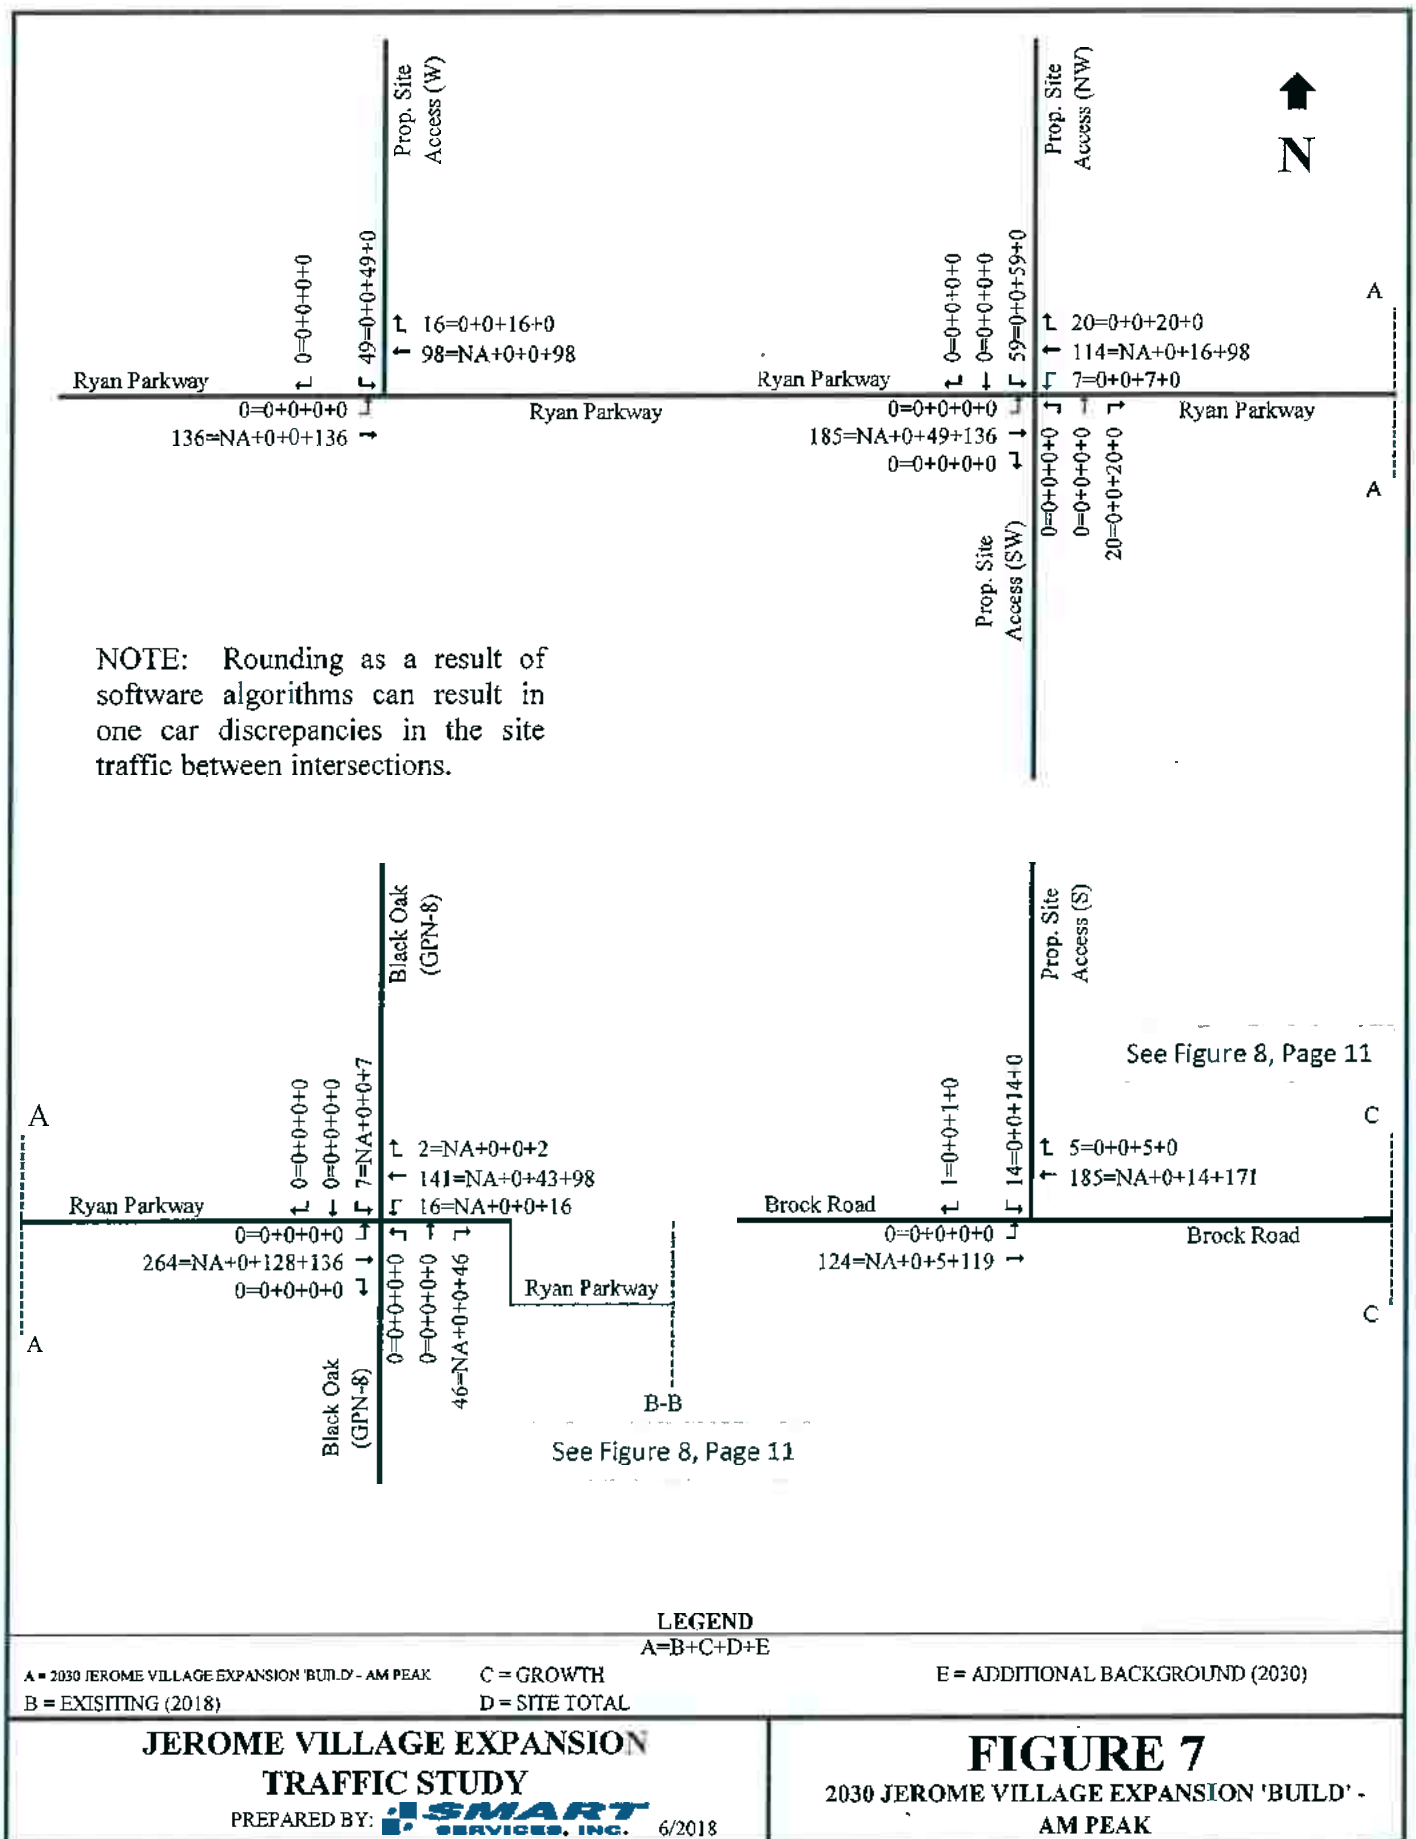 Prop. Site
Access (W)
Prop. Site
Access (NW)
N
0=0+0+0+0
49=0+0+49+0
16=0+0+16+0
98=NA+0+0+98
Ryan Parkway
0=0+0+0+0
136=NA+0+0+136
Ryan Parkway
0=0+0+0+0
0=0+0+0+0
59=0+0+59+0
20=0+0+20+0
114=NA+0+16+98
7=0+0+7+0
Ryan Parkway
0=0+0+0+0
185=NA+0+49+136
0=0+0+0+0
0=0+0+0+0
0=0+0+0+0
20=0+0+20+0
Ryan Parkway
A
A
Prop. Site
Access (SW)
NOTE: Rounding as a result of
software algorithms can result in
one car discrepancies in the site
traffic between intersections.
Black Oak
(GPN-8)
Prop. Site
Access (S)
See Figure 8, Page 11
A
0=0+0+0+0
0=0+0+0+0
7=NA+0+0+7
2=NA+0+0+2
141=NA+0+43+98
16=NA+0+0+16
Ryan Parkway
0=0+0+0+0
264=NA+0+128+136
0=0+0+0+0
0=0+0+0+0
0=0+0+0+0
46=NA+0+0+46
Ryan Parkway
A
Black Oak
(GPN-8)
B-B
See Figure 8, Page 11
1=0+0+1+0
14=0+0+14+0
5=0+0+5+0
185=NA+0+14+171
Brock Road
0=0+0+0+0
124=NA+0+5+119
Brock Road
C
C
LEGEND
A=B+C+D+E
A = 2030 JEROME VILLAGE EXPANSION 'BUILD' - AM PEAK
C = GROWTH
E = ADDITIONAL BACKGROUND (2030)
B = EXISITING (2018)
D = SITE TOTAL
JEROME VILLAGE EXPANSION
TRAFFIC STUDY
PREPARED BY: SMART SERVICES, INC. 6/2018
FIGURE 7
2030 JEROME VILLAGE EXPANSION 'BUILD' -
AM PEAK